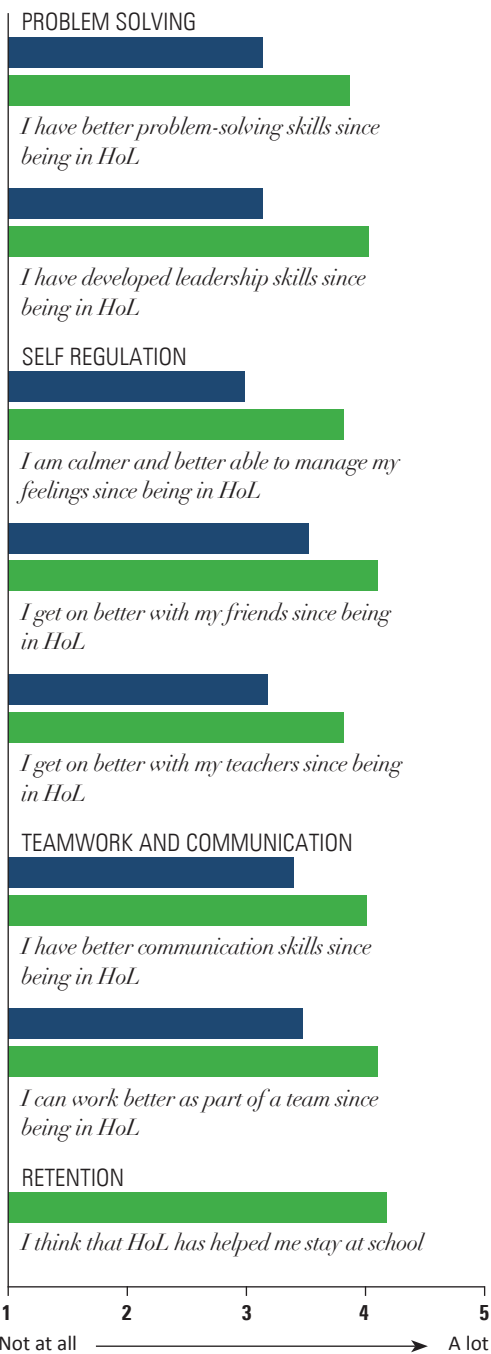 PROBLEM SOLVING
I have better problem-solving skills since
being in HoL
I have developed leadership skills since
being in HoL
SELF REGULATION
I am calmer and better able to manage my
feelings since being in HoL
I get on better with my friends since being
in HoL
I get on better with my teachers since being
in HoL
TEAMWORK AND COMMUNICATION
I have better communication skills since
being in HoL
I can work better as part of a team since
being in HoL
RETENTION
I think that HoL has helped me stay at school
1 2 3 4 5
Not at all A lot